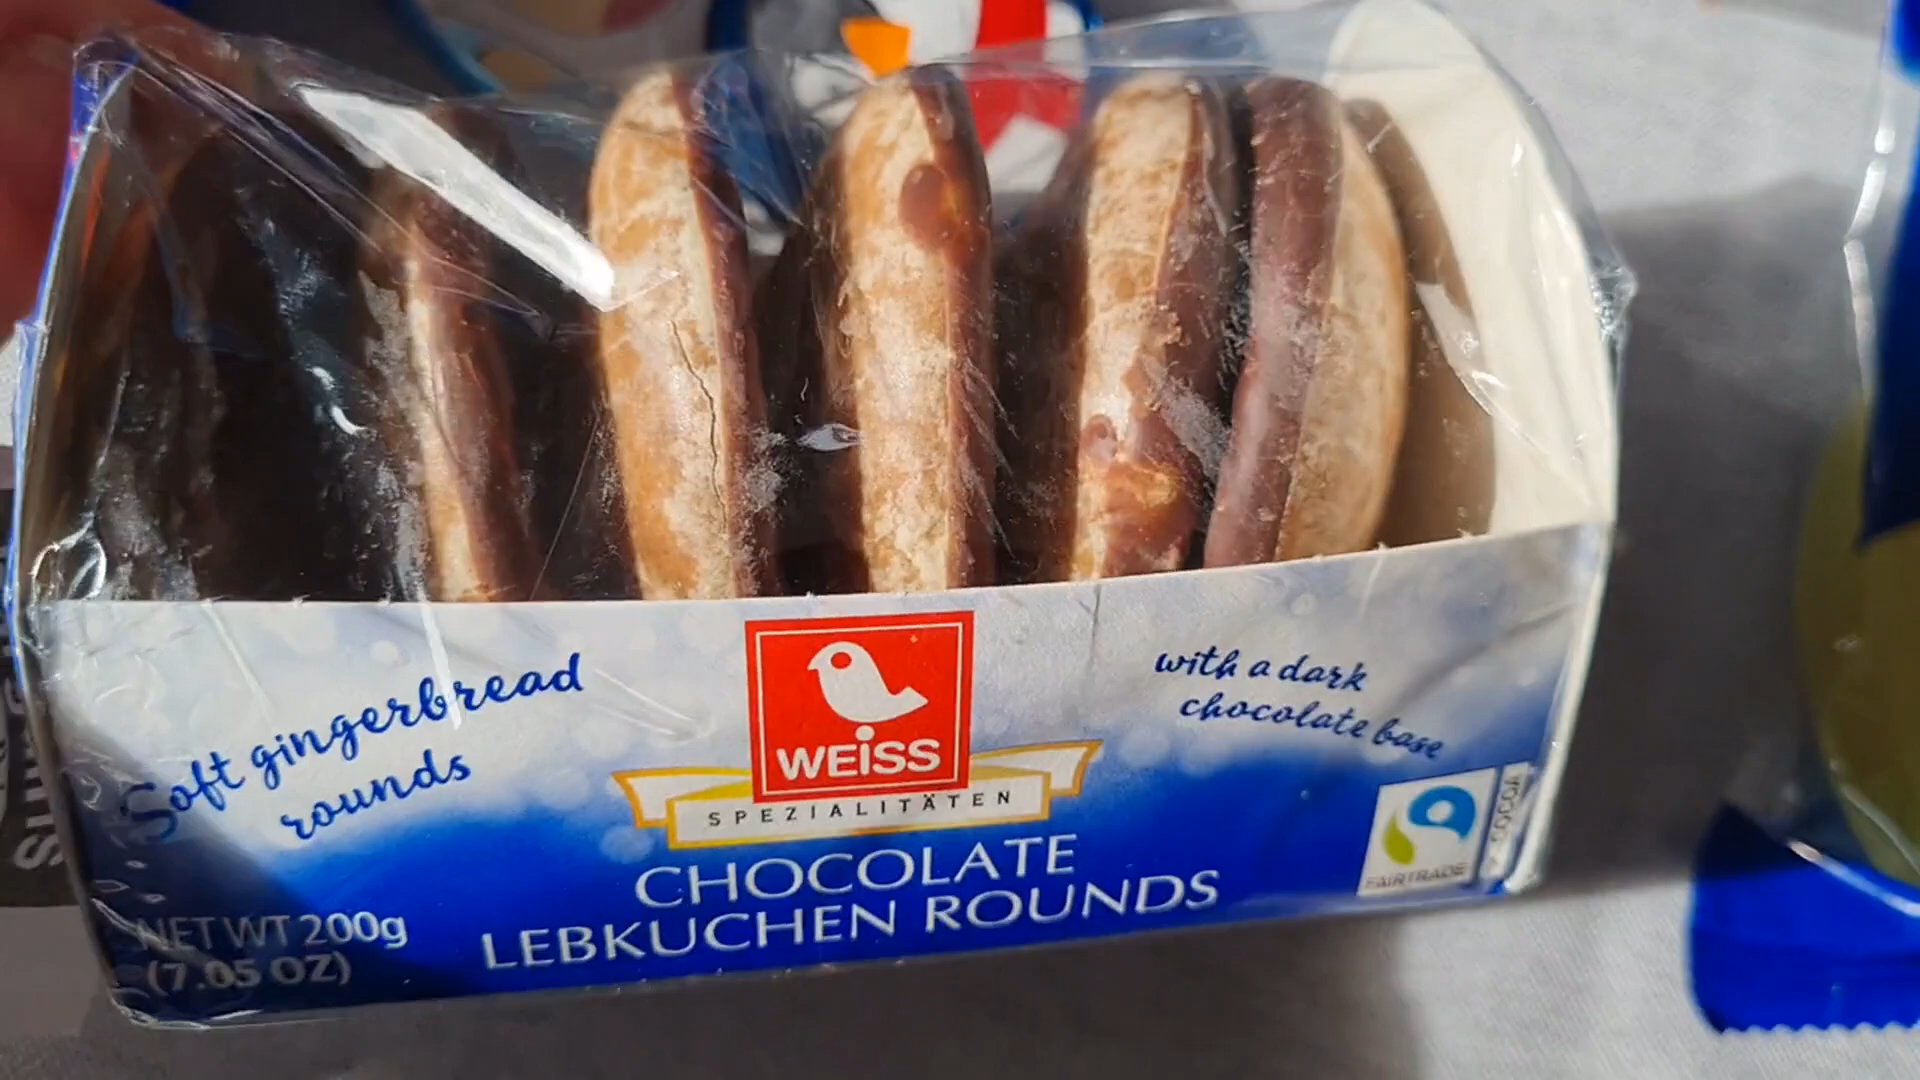 Soft gingerbread
rounds
WEISS
SPEZIALITÄTEN
with a dark
chocolate base
CHOCOLATE
LEBKUCHEN ROUNDS
FAIRTRADE
COCOA
NET WT 200g
(7.05 OZ)